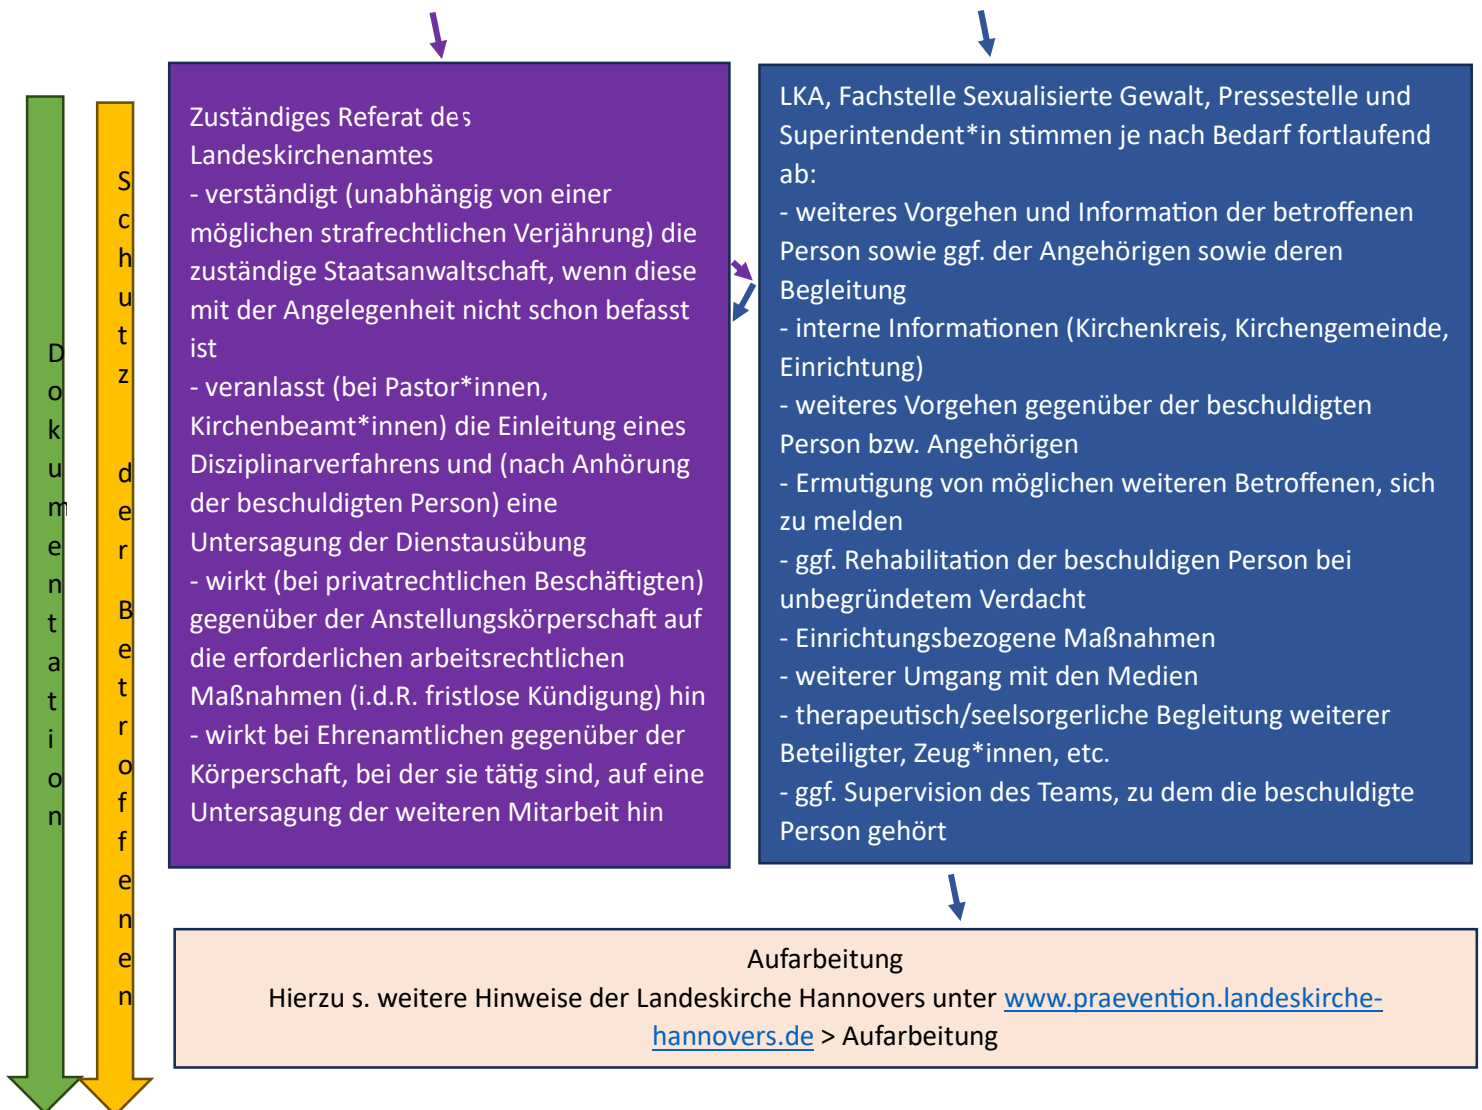 Dokumentation
Schutz der Betroffenen
Zuständiges Referat des
Landeskirchenamtes
- verständigt (unabhängig von einer
möglichen strafrechtlichen Verjährung) die
zuständige Staatsanwaltschaft, wenn diese
mit der Angelegenheit nicht schon befasst
ist
- veranlasst (bei Pastor*innen,
Kirchenbeamt*innen) die Einleitung eines
Disziplinarverfahrens und (nach Anhörung
der beschuldigten Person) eine
Untersagung der Dienstausübung
- wirkt (bei privatrechtlichen Beschäftigten)
gegenüber der Anstellungskörperschaft auf
die erforderlichen arbeitsrechtlichen
Maßnahmen (i.d.R. fristlose Kündigung) hin
- wirkt bei Ehrenamtlichen gegenüber der
Körperschaft, bei der sie tätig sind, auf eine
Untersagung der weiteren Mitarbeit hin
LKA, Fachstelle Sexualisierte Gewalt, Pressestelle und
Superintendent*in stimmen je nach Bedarf fortlaufend
ab:
- weiteres Vorgehen und Information der betroffenen
Person sowie ggf. der Angehörigen sowie deren
Begleitung
- interne Informationen (Kirchenkreis, Kirchengemeinde,
Einrichtung)
- weiteres Vorgehen gegenüber der beschuldigten
Person bzw. Angehörigen
- Ermutigung von möglichen weiteren Betroffenen, sich
zu melden
- ggf. Rehabilitation der beschuldigen Person bei
unbegründetem Verdacht
- Einrichtungsbezogene Maßnahmen
- weiterer Umgang mit den Medien
- therapeutisch/seelsorgerliche Begleitung weiterer
Beteiligter, Zeug*innen, etc.
- ggf. Supervision des Teams, zu dem die beschuldigte
Person gehört
Aufarbeitung
Hierzu s. weitere Hinweise der Landeskirche Hannovers unter www.praevention.landeskirche-
hannovers.de > Aufarbeitung